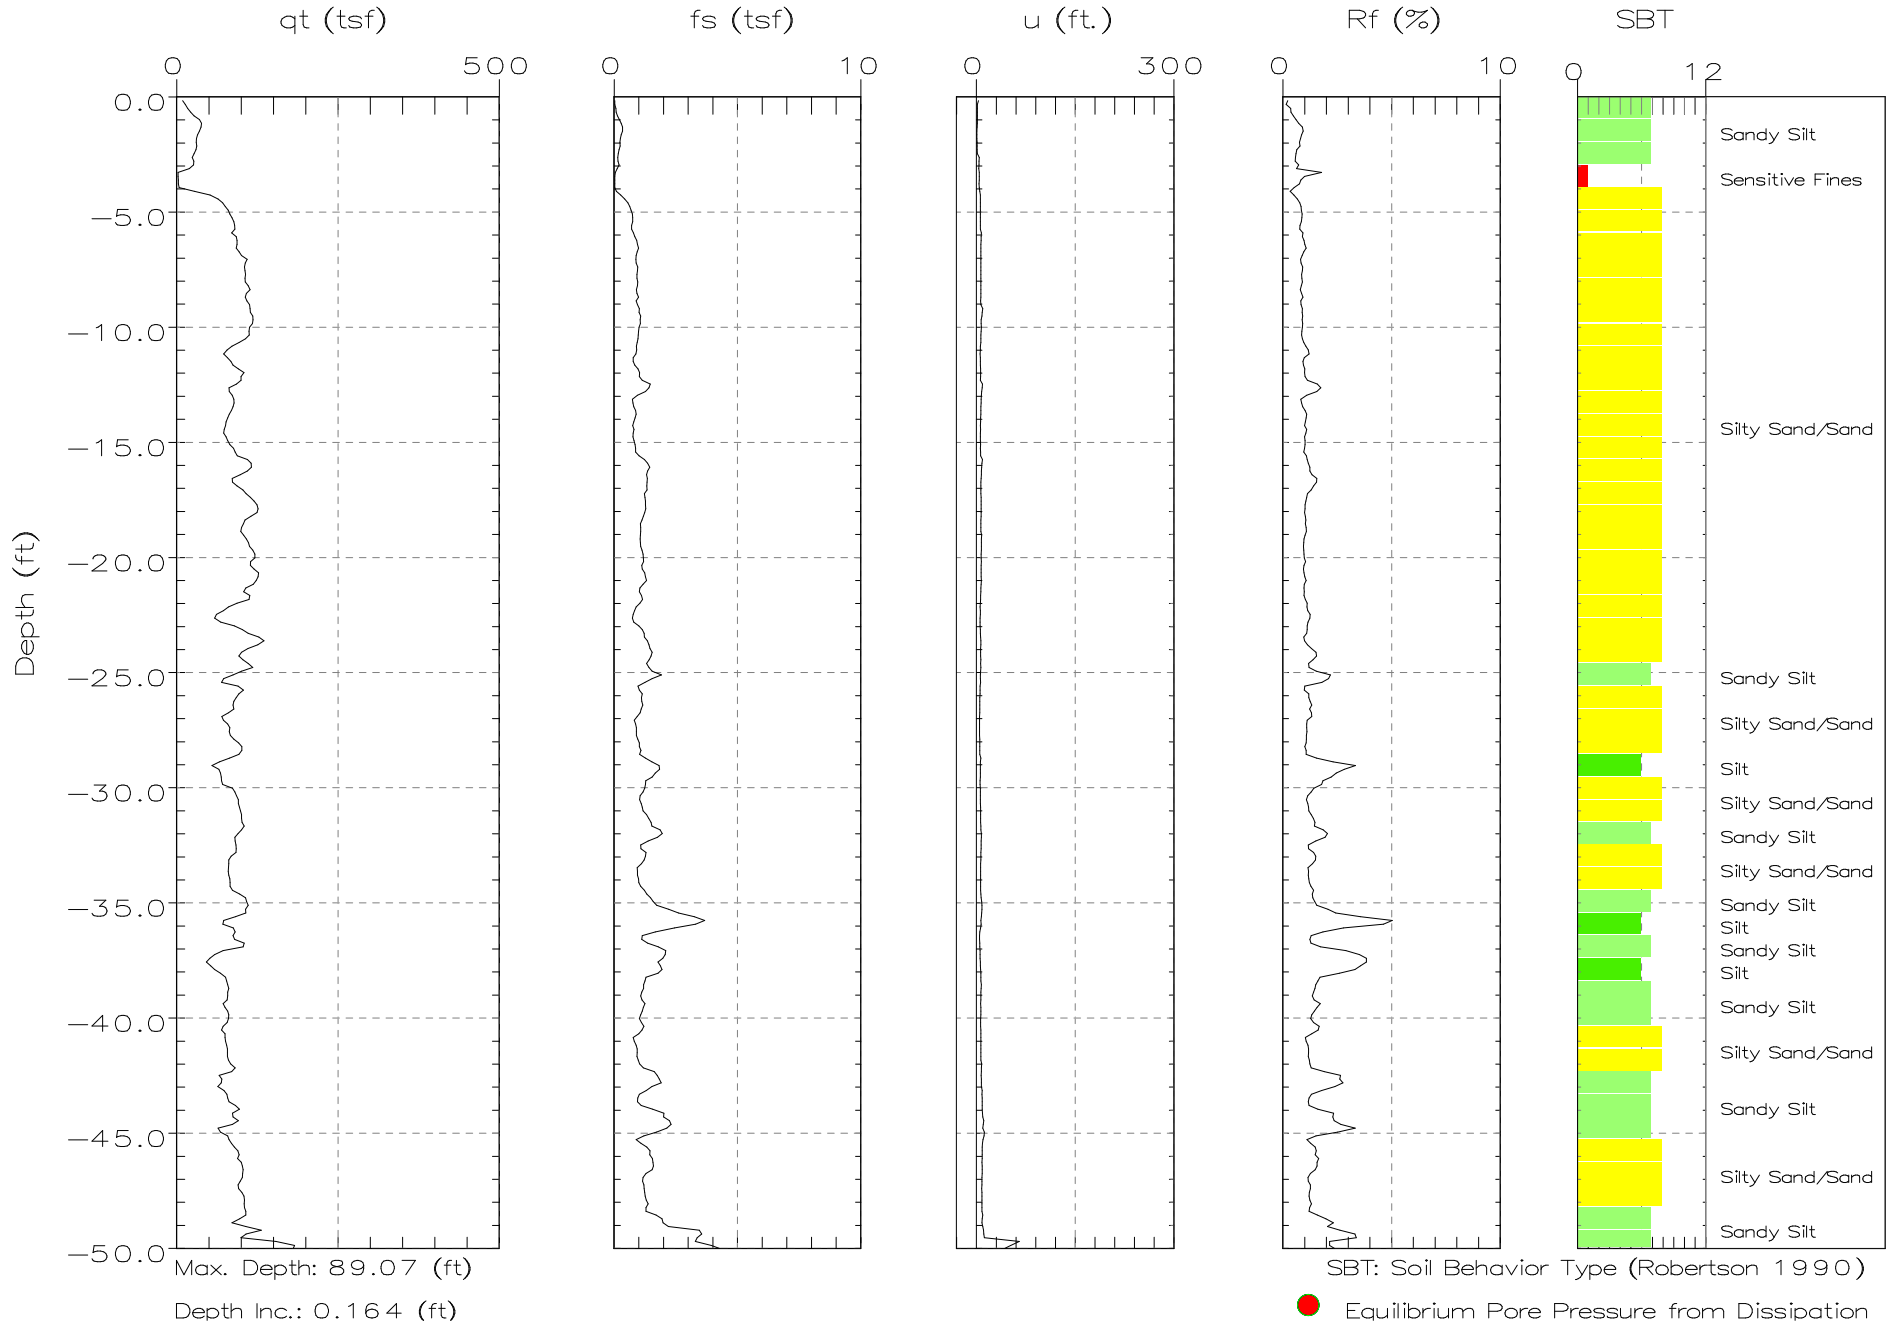 qt (tsf) fs (tsf) u (ft.) Rf (%) SBT
0 500 0 10 0 300 0 10 0 12
0.0
Sandy Silt
Sensitive Fines
-5.0
-10.0
Silty Sand/Sand
-15.0
-20.0
Depth (ft)
-25.0
Sandy Silt
Silty Sand/Sand
Silt
-30.0
Silty Sand/Sand
Sandy Silt
Silty Sand/Sand
-35.0
Sandy Silt
Silt
Sandy Silt
Silt
Sandy Silt
-40.0
Silty Sand/Sand
Sandy Silt
-45.0
Silty Sand/Sand
Sandy Silt
-50.0
Max. Depth: 89.07 (ft) SBT: Soil Behavior Type (Robertson 1990)
Depth Inc.: 0.164 (ft) Equilibrium Pore Pressure from Dissipation